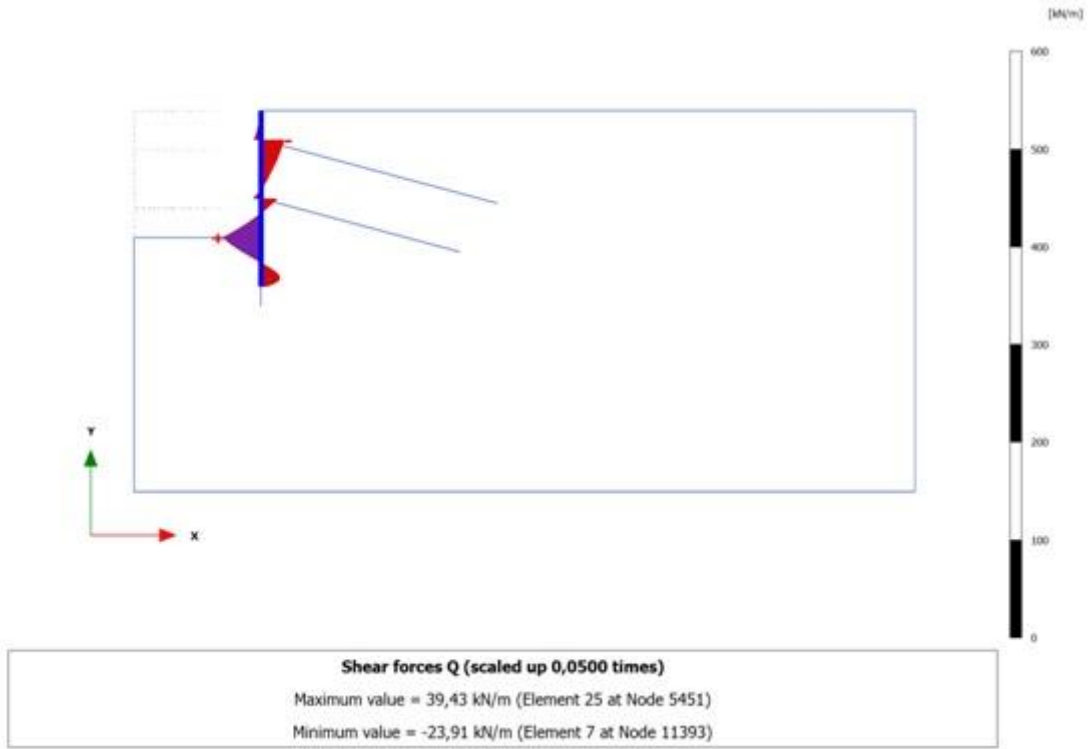 [kN/m]
600
500
400
300
200
100
0
Y
X
Shear forces Q (scaled up 0,0500 times)
Maximum value = 39,43 kN/m (Element 25 at Node 5451)
Minimum value = -23,91 kN/m (Element 7 at Node 11393)